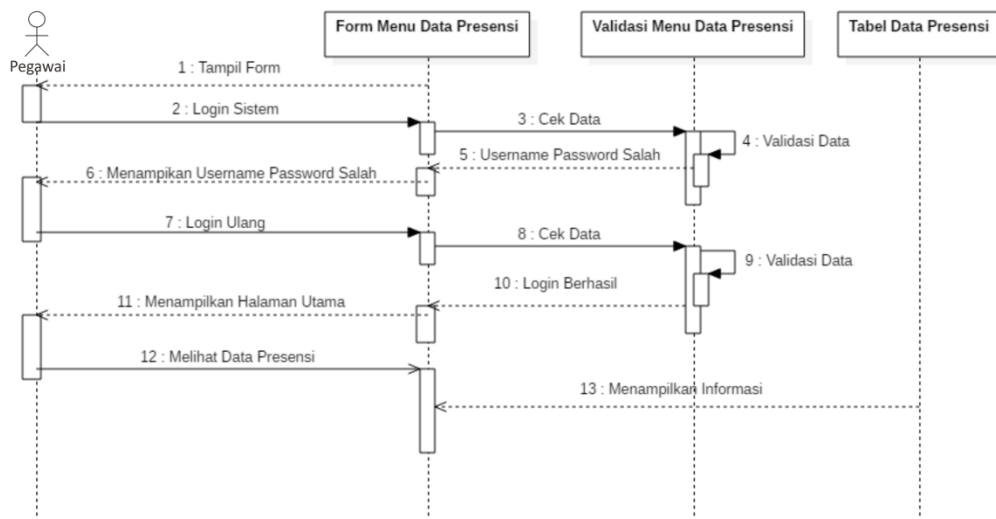 Form Menu Data Presensi
Validasi Menu Data Presensi
Tabel Data Presensi
Pegawai
1 : Tampil Form
2 : Login Sistem
3 : Cek Data
4 : Validasi Data
5 : Username Password Salah
6 : Menampikan Username Password Salah
7 : Login Ulang
8 : Cek Data
9 : Validasi Data
10 : Login Berhasil
11 : Menampilkan Halaman Utama
12 : Melihat Data Presensi
13 : Menampilkan Informasi